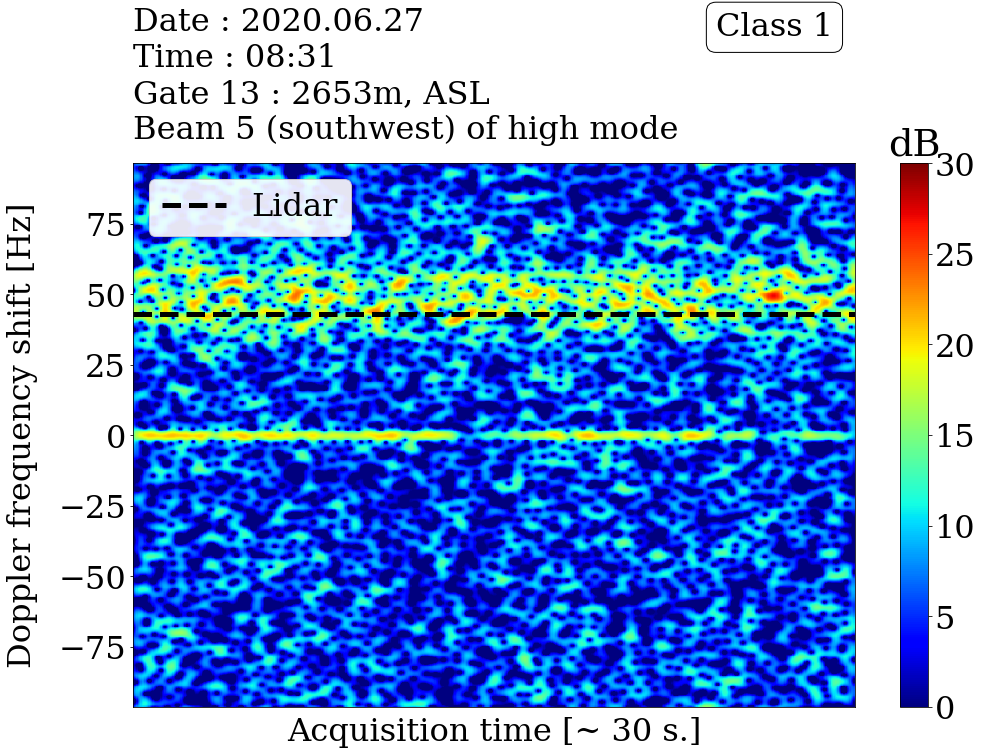 Date : 2020.06.27
Time : 08:31
Gate 13 : 2653m, ASL
Beam 5 (southwest) of high mode
Class 1
dB
Lidar
Doppler frequency shift [Hz]
75
50
25
0
−25
−50
−75
Acquisition time [~ 30 s.]
30
25
20
15
10
5
0